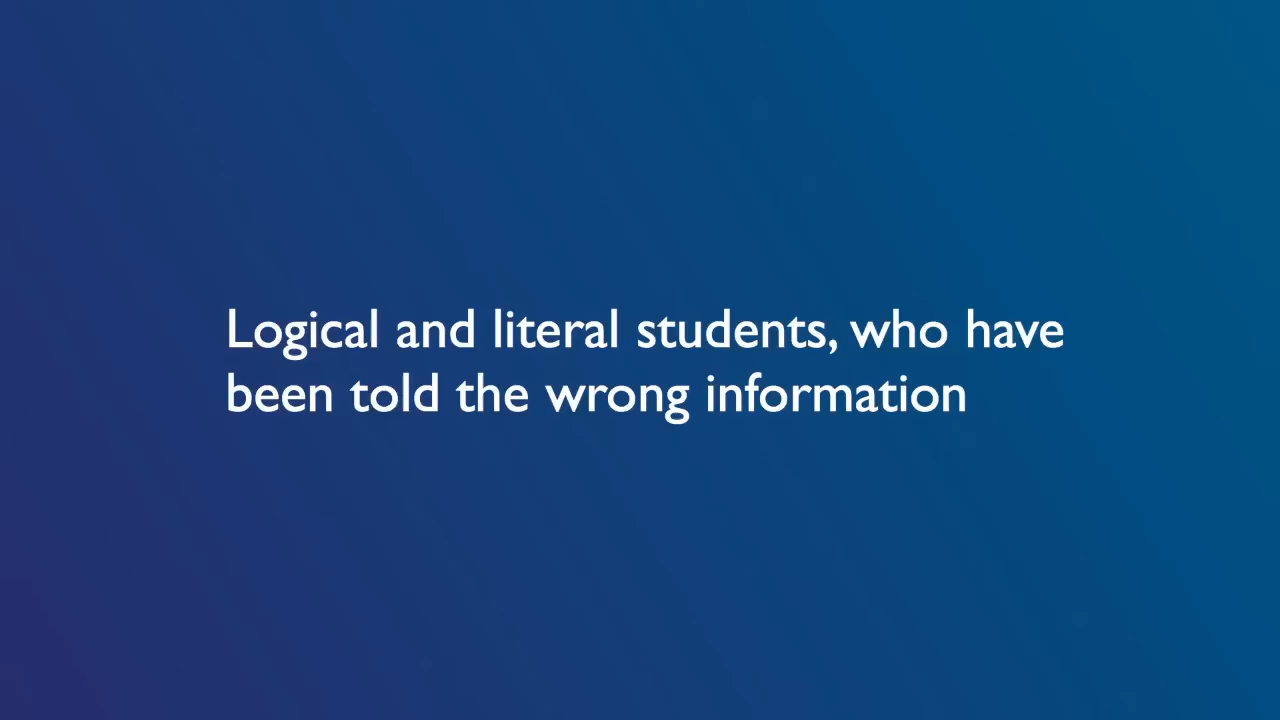 Logical and literal students, who have
been told the wrong information